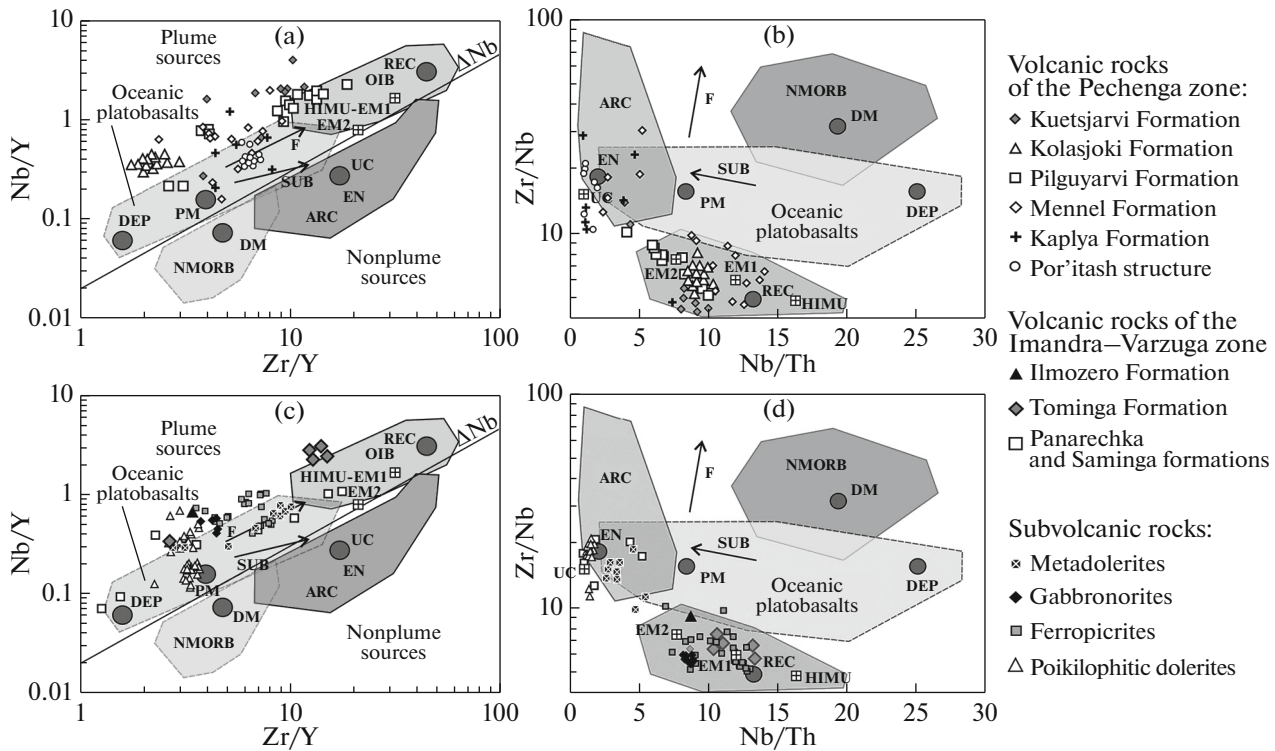 10
1
0.1
0.01
Nb/Y
(a)
Plume
sources
Oceanic
platobasalts
REC
OIB
ΔNb
HIMU-EM1
EM2
F
SUB
UC
EN
ARC
DEP
PM
DM
NMORB
Nonplume
sources
1
10
100
Zr/Y
100
10
Zr/Nb
(b)
ARC
F
NMORB
DM
EN
UC
SUB
PM
Oceanic
platobasalts
DEP
EM2
EM1
REC
HIMU
0 5 10 15 20 25 30
Nb/Th
10
1
0.1
0.01
Nb/Y
(c)
Plume
sources
Oceanic
platobasalts
REC
OIB
ΔNb
HIMU-EM1
EM2
F
SUB
UC
EN
ARC
DEP
PM
DM
NMORB
Nonplume
sources
1
10
100
Zr/Y
100
10
Zr/Nb
(d)
ARC
F
NMORB
DM
EN
UC
SUB
PM
Oceanic
platobasalts
DEP
EM2
EM1
REC
HIMU
0 5 10 15 20 25 30
Nb/Th
Volcanic rocks
of the Pechenga zone:
Kuetsjarvi Formation
Kolasjoki Formation
Pilguyarvi Formation
Mennel Formation
Kaplya Formation
Por'itash structure
Volcanic rocks of the
Imandra–Varzuga zone
Ilmozero Formation
Tominga Formation
Panarechka
and Saminga formations
Subvolcanic rocks:
Metadolerites
Gabbronorites
Ferropicrites
Poikilophitic dolerites